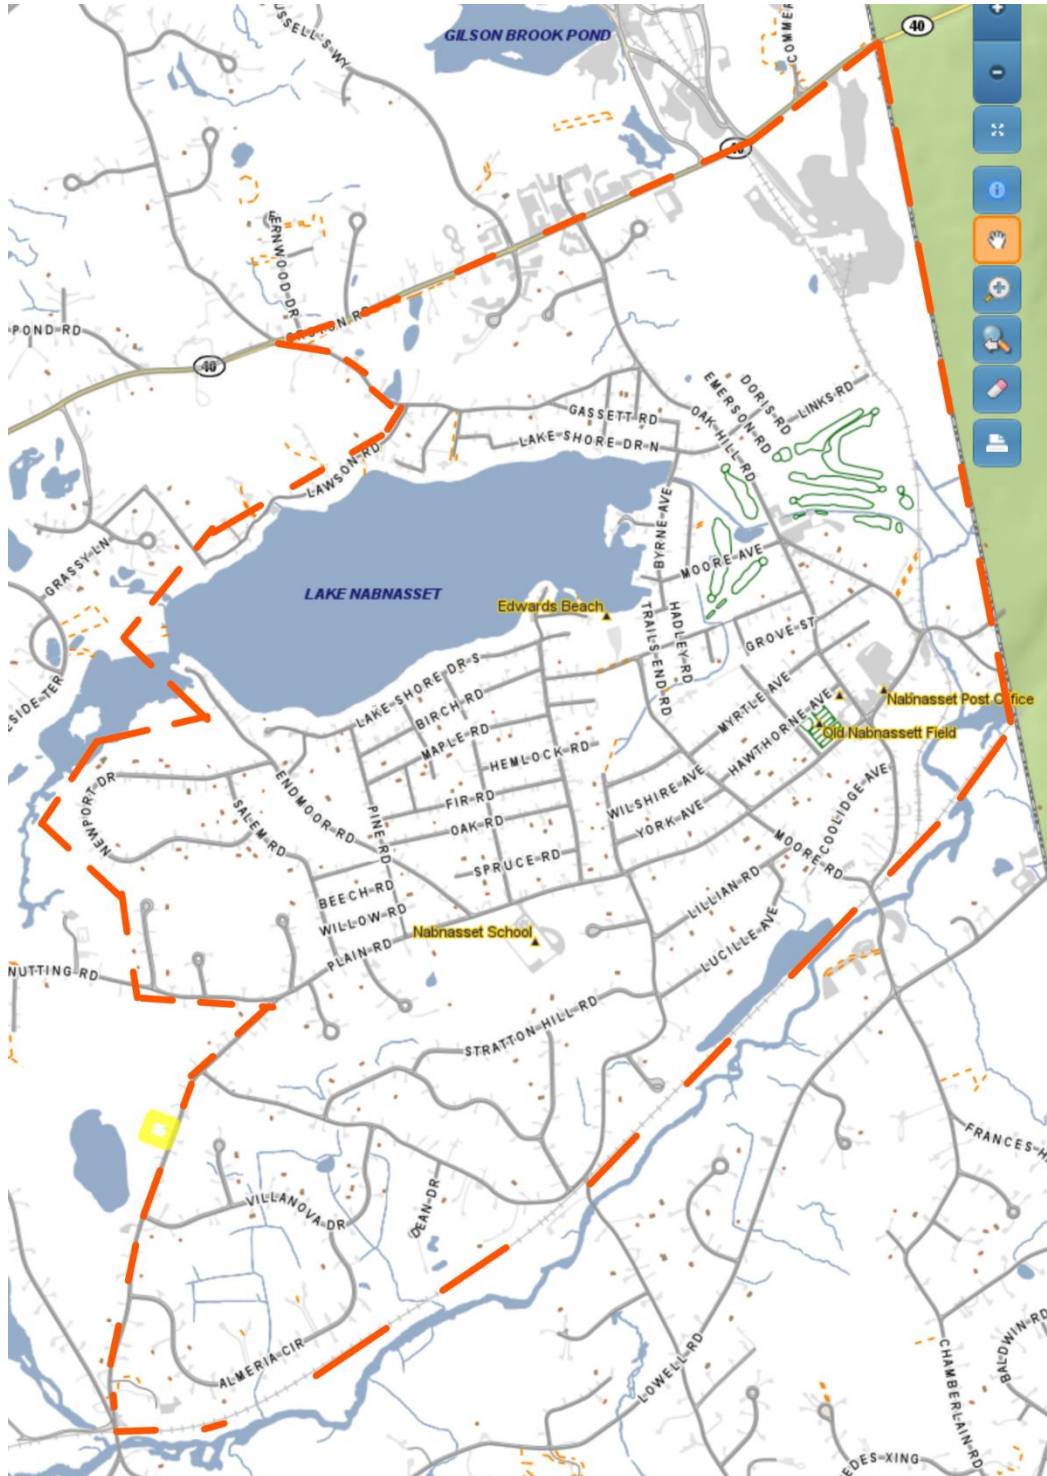 GILSON BROOK POND
40
40
POND RD
40
GASSETT RD
LAKE SHORE DR N
LAWSON RD
DORIS RD
EMERSON RD
LINKS RD
OAK HILL RD
BYRNE AVE
MOORE AVE
GRASSY LN
LAKE NABNASSET
Edwards Beach
TRAILS END RD
HADLEY RD
GROVE ST
LAKE SHORE DR S
BIRCH RD
MAPLE RD
HEMLOCK RD
MYRTLE AVE
HAWTHORNE AVE
Nabnasset Post Office
Old Nabnassett Field
NEWPORT DR
ENDMOOR RD
SALEM RD
PINE RD
FIR RD
OAK RD
SPRUCE RD
WILSHIRE AVE
YORK AVE
MOORE RD
COOLIDGE AVE
BEECH RD
WILLOW RD
PLAIN RD
Nabnasset School
LILLIAN RD
LUCILLE AVE
NUTTING RD
STRATTON HILL RD
FRANCES H
VILLANOVA DR
DEAN DR
ALMERIA CIR
LOWELL RD
CHAMBERLAIN RD
BALDWIN RD
EDES XING